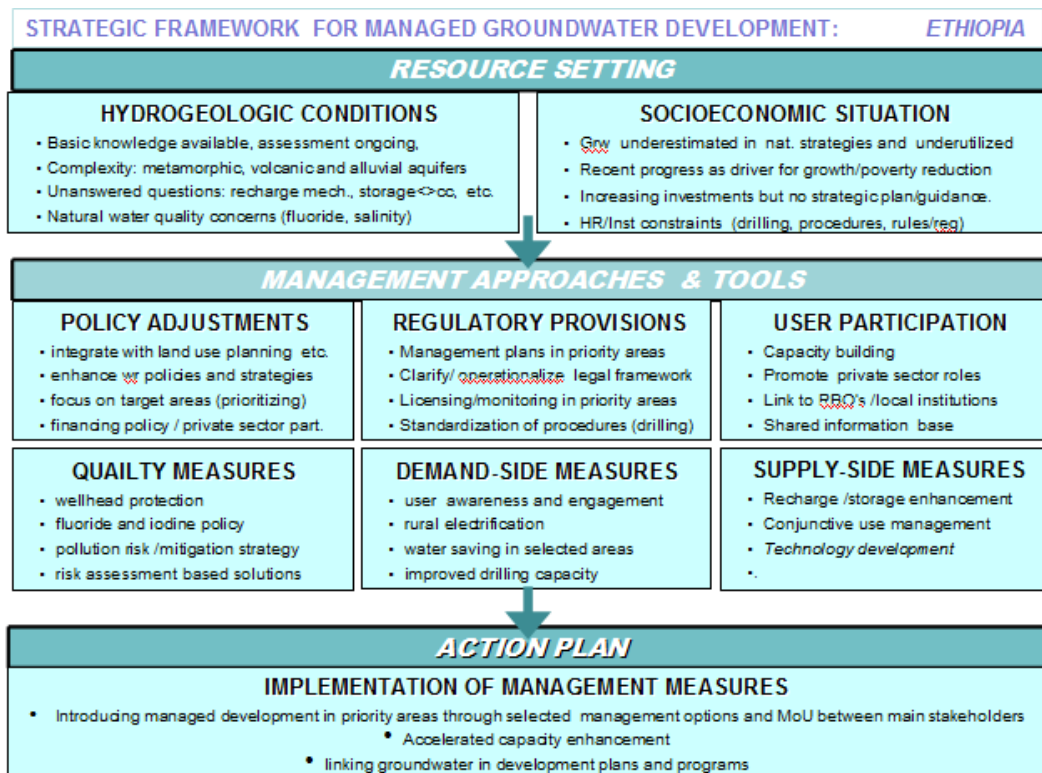 STRATEGIC FRAMEWORK FOR MANAGED GROUNDWATER DEVELOPMENT: ETHIOPIA
RESOURCE SETTING
HYDROGEOLOGIC CONDITIONS
• Basic knowledge available, assessment ongoing,
• Complexity: metamorphic, volcanic and alluvial aquifers
• Unanswered questions: recharge mech., storage<>cc, etc.
• Natural water quality concerns (fluoride, salinity)
SOCIOECONOMIC SITUATION
• Grw underestimated in nat. strategies and underutilized
• Recent progress as driver for growth/poverty reduction
• Increasing investments but no strategic plan/guidance.
• HR/Inst constraints (drilling, procedures, rules/reg)
MANAGEMENT APPROACHES & TOOLS
POLICY ADJUSTMENTS
• integrate with land use planning etc.
• enhance wr policies and strategies
• focus on target areas (prioritizing)
• financing policy / private sector part.
REGULATORY PROVISIONS
• Management plans in priority areas
• Clarify/ operationalize legal framework
• Licensing/monitoring in priority areas
• Standardization of procedures (drilling)
USER PARTICIPATION
• Capacity building
• Promote private sector roles
• Link to RBO's /local institutions
• Shared information base
QUAILTY MEASURES
• wellhead protection
• fluoride and iodine policy
• pollution risk /mitigation strategy
• risk assessment based solutions
DEMAND-SIDE MEASURES
• user awareness and engagement
• rural electrification
• water saving in selected areas
• improved drilling capacity
SUPPLY-SIDE MEASURES
• Recharge /storage enhancement
• Conjunctive use management
• Technology development
• .
ACTION PLAN
IMPLEMENTATION OF MANAGEMENT MEASURES
• Introducing managed development in priority areas through selected management options and MoU between main stakeholders
• Accelerated capacity enhancement
• linking groundwater in development plans and programs